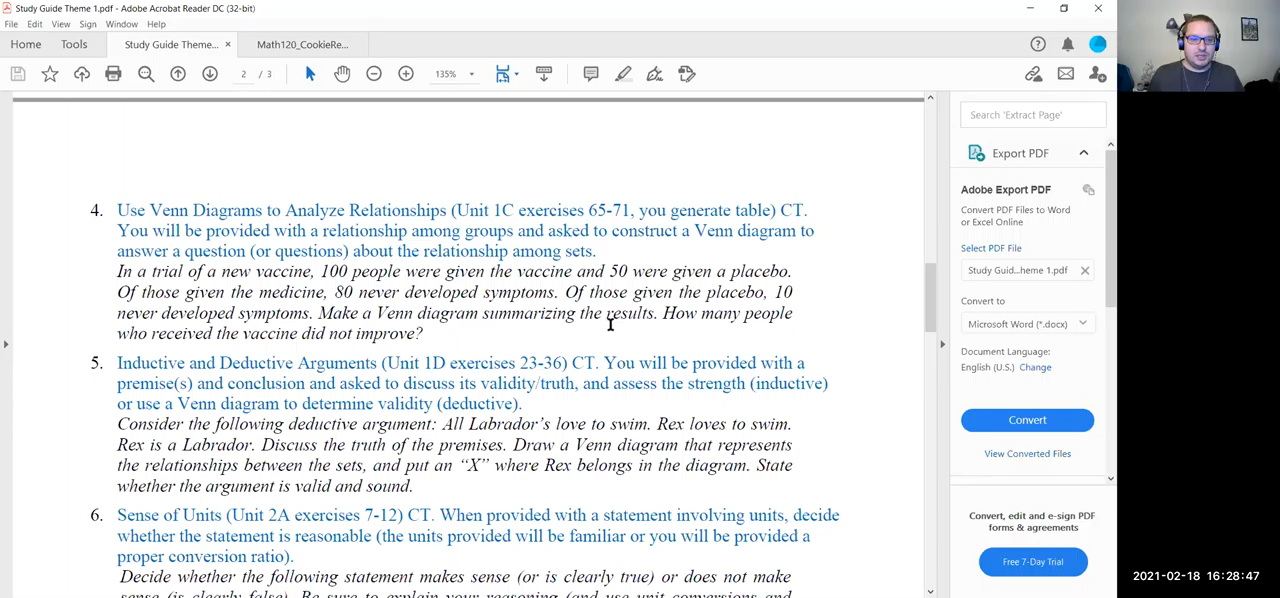 Study Guide Theme 1.pdf - Adobe Acrobat Reader DC (32-bit)
File Edit View Sign Window Help
Home Tools Study Guide Theme... × Math120_CookieRe...
2 / 3 135%
4. Use Venn Diagrams to Analyze Relationships (Unit 1C exercises 65-71, you generate table) CT.
You will be provided with a relationship among groups and asked to construct a Venn diagram to
answer a question (or questions) about the relationship among sets.
In a trial of a new vaccine, 100 people were given the vaccine and 50 were given a placebo.
Of those given the medicine, 80 never developed symptoms. Of those given the placebo, 10
never developed symptoms. Make a Venn diagram summarizing the results. How many people
who received the vaccine did not improve?
5. Inductive and Deductive Arguments (Unit 1D exercises 23-36) CT. You will be provided with a
premise(s) and conclusion and asked to discuss its validity/truth, and assess the strength (inductive)
or use a Venn diagram to determine validity (deductive).
Consider the following deductive argument: All Labrador's love to swim. Rex loves to swim.
Rex is a Labrador. Discuss the truth of the premises. Draw a Venn diagram that represents
the relationships between the sets, and put an “X” where Rex belongs in the diagram. State
whether the argument is valid and sound.
6. Sense of Units (Unit 2A exercises 7-12) CT. When provided with a statement involving units, decide
whether the statement is reasonable (the units provided will be familiar or you will be provided a
proper conversion ratio).
Decide whether the following statement makes sense (or is clearly true) or does not make
sense (is clearly false). Be sure to explain your reasoning (and use unit conversions and
Search 'Extract Page'
Export PDF
Adobe Export PDF
Convert PDF Files to Word
or Excel Online
Select PDF File
Study Guid...heme 1.pdf ×
Convert to
Microsoft Word (*.docx)
Document Language:
English (U.S.) Change
Convert
View Converted Files
Convert, edit and e-sign PDF
forms & agreements
Free 7-Day Trial
2021-02-18 16:28:47